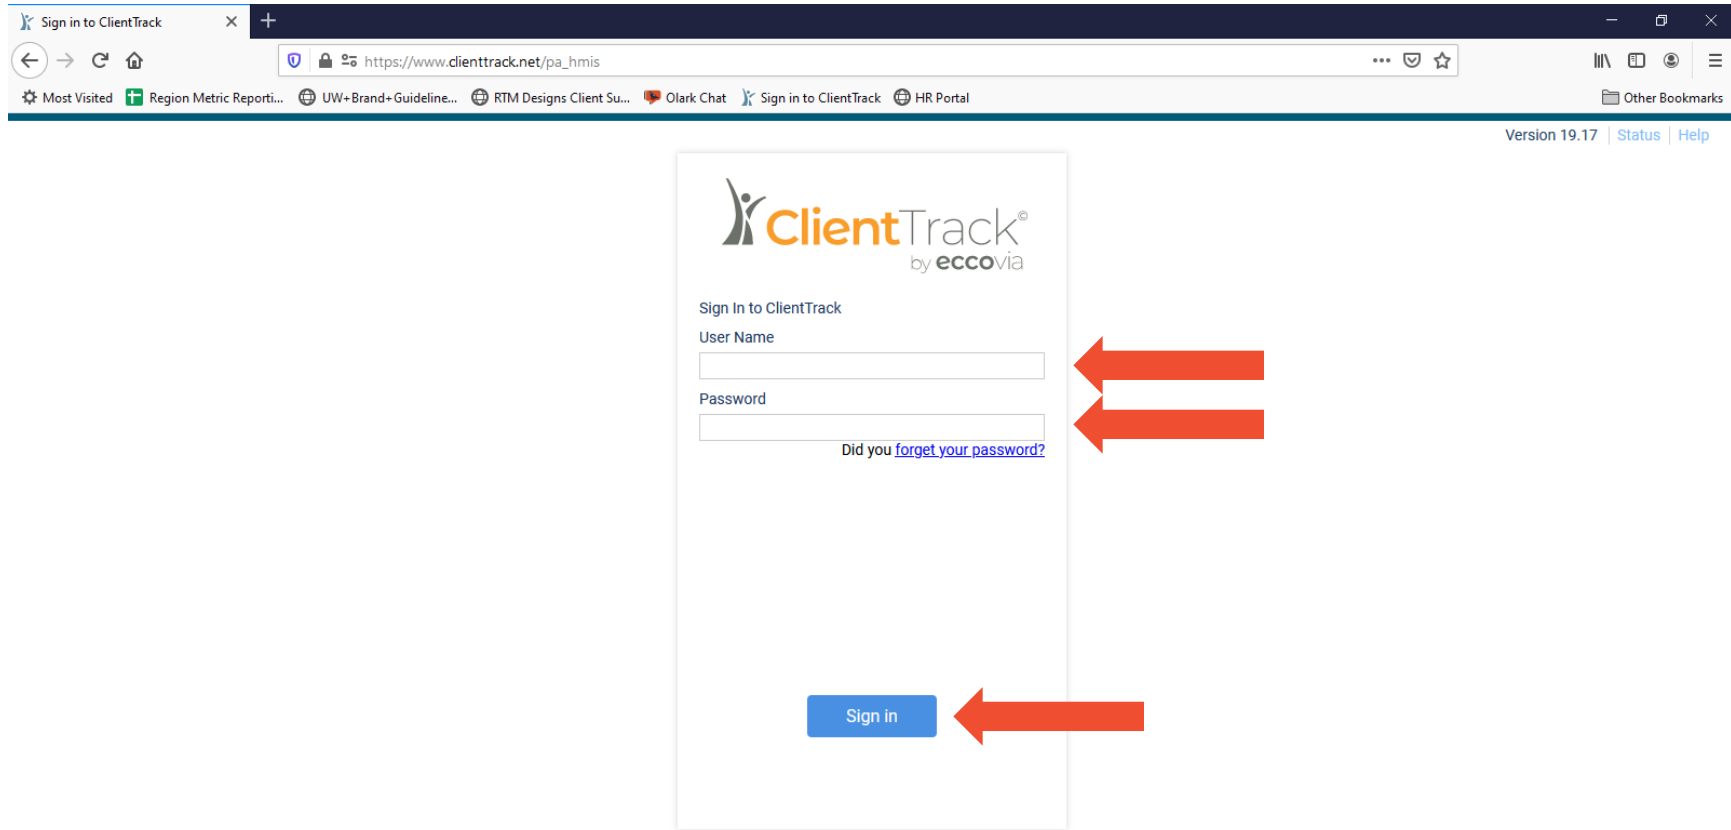 Sign in to ClientTrack
https://www.clienttrack.net/pa_hmis
Most Visited Region Metric Reporti... UW+Brand+Guideline... RTM Designs Client Su... Olark Chat Sign in to ClientTrack HR Portal Other Bookmarks
Version 19.17 Status Help
ClientTrack©
by eccovia
Sign In to ClientTrack
User Name
Password
Did you forget your password?
Sign in